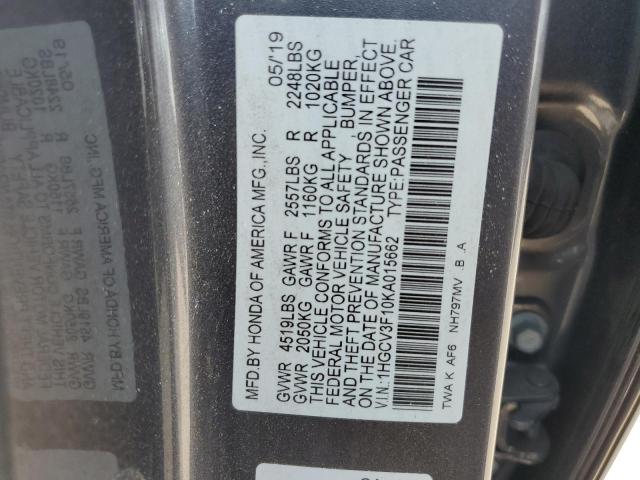 MFD.BY HONDA OF AMERICA MFG.,INC. 05/19
GVWR 4519LBS GAWR F 2557LBS R 2248LBS
GVWR 2050KG GAWR F 1160KG R 1020KG
THIS VEHICLE CONFORMS TO ALL APPLICABLE
FEDERAL MOTOR VEHICLE SAFETY, BUMPER,
AND THEFT PREVENTION STANDARDS IN EFFECT
ON THE DATE OF MANUFACTURE SHOWN ABOVE.
V.I.N.:1HGCV3F10KA015662 TYPE:PASSENGER CAR
TWA K AF6 NH797MV .B .A